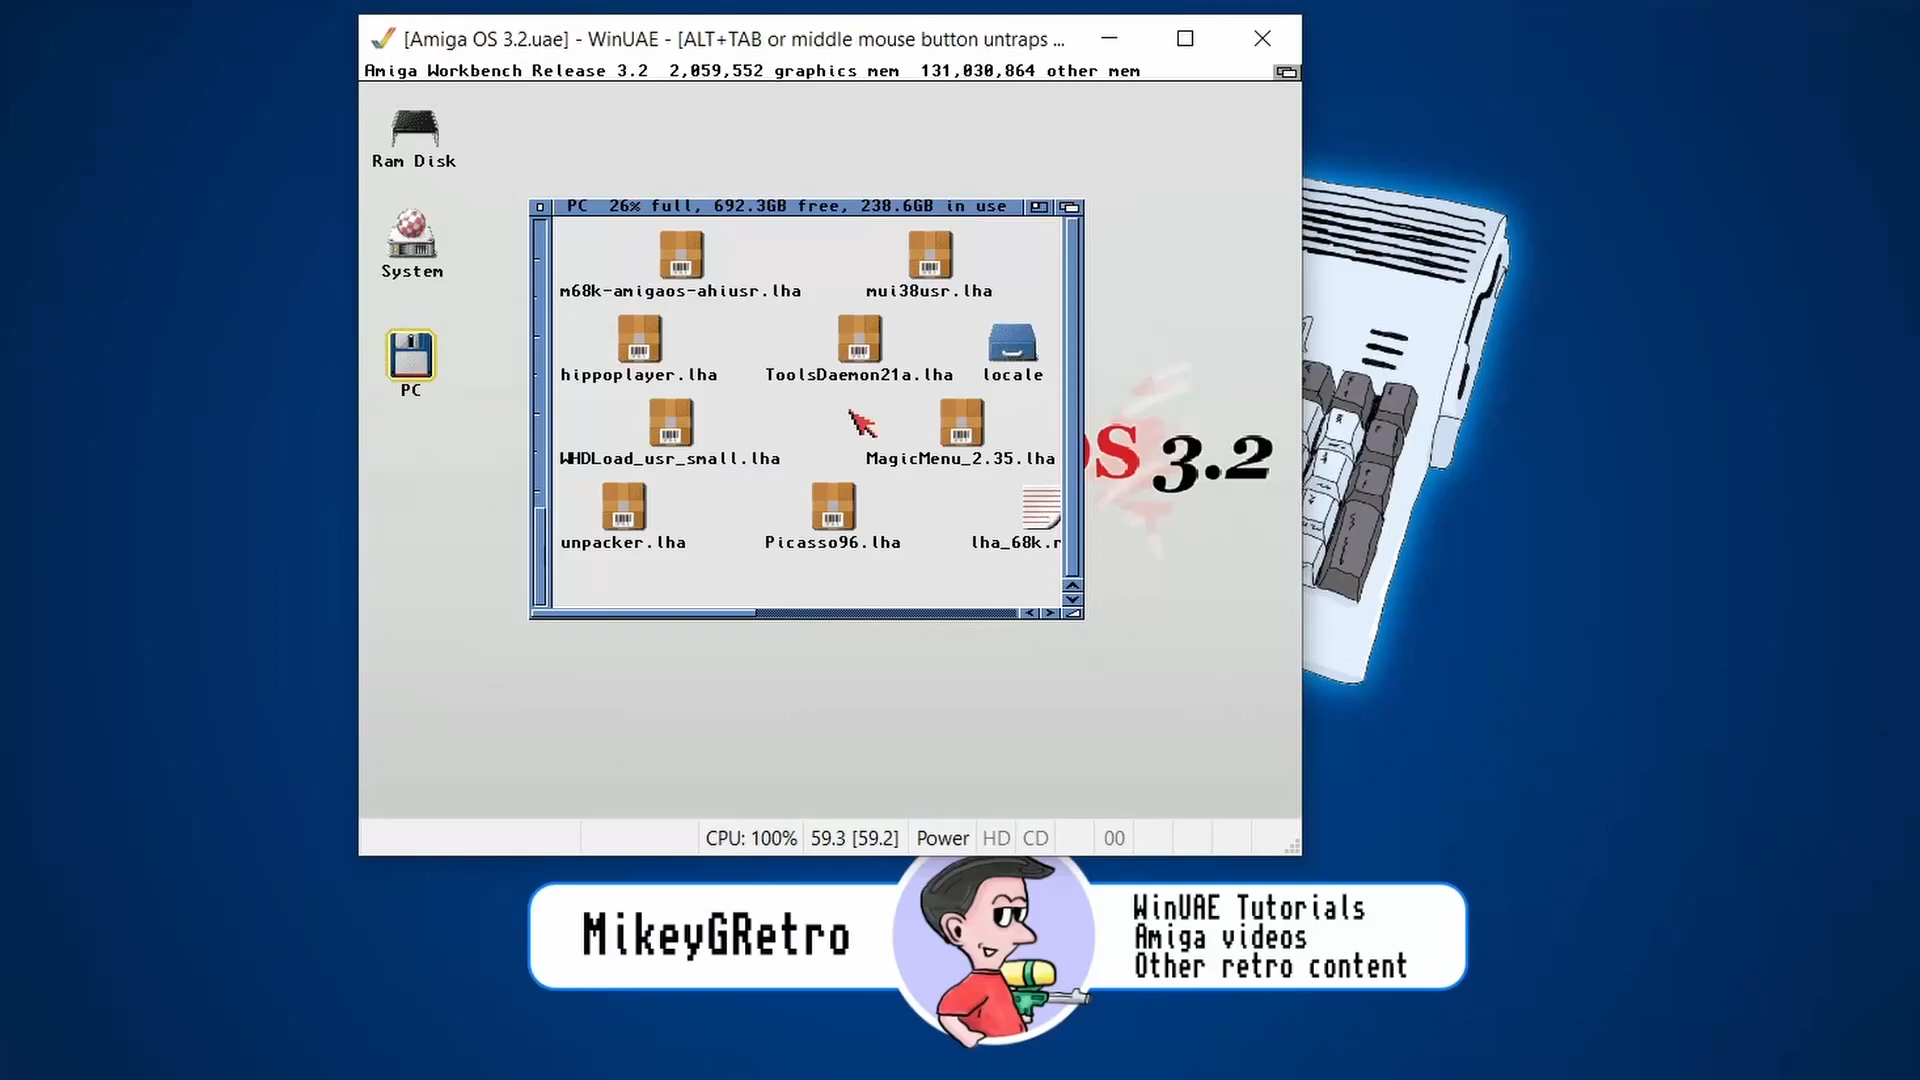 [Amiga OS 3.2.uae] - WinUAE - [ALT+TAB or middle mouse button untraps ...
Amiga Workbench Release 3.2 2,059,552 graphics mem 131,030,864 other mem
Ram Disk
System
PC
PC 26% full, 692.3GB free, 238.6GB in use
m68k-amigaos-ahiusr.lha mui38usr.lha
hippoplayer.lha ToolsDaemon21a.lha locale
WHDLoad_usr_small.lha MagicMenu_2.35.lha
unpacker.lha Picasso96.lha lha_68k.r
OS 3.2
CPU: 100% 59.3 [59.2] Power HD CD 00
MikeyGRetro
WinUAE Tutorials
Amiga videos
Other retro content